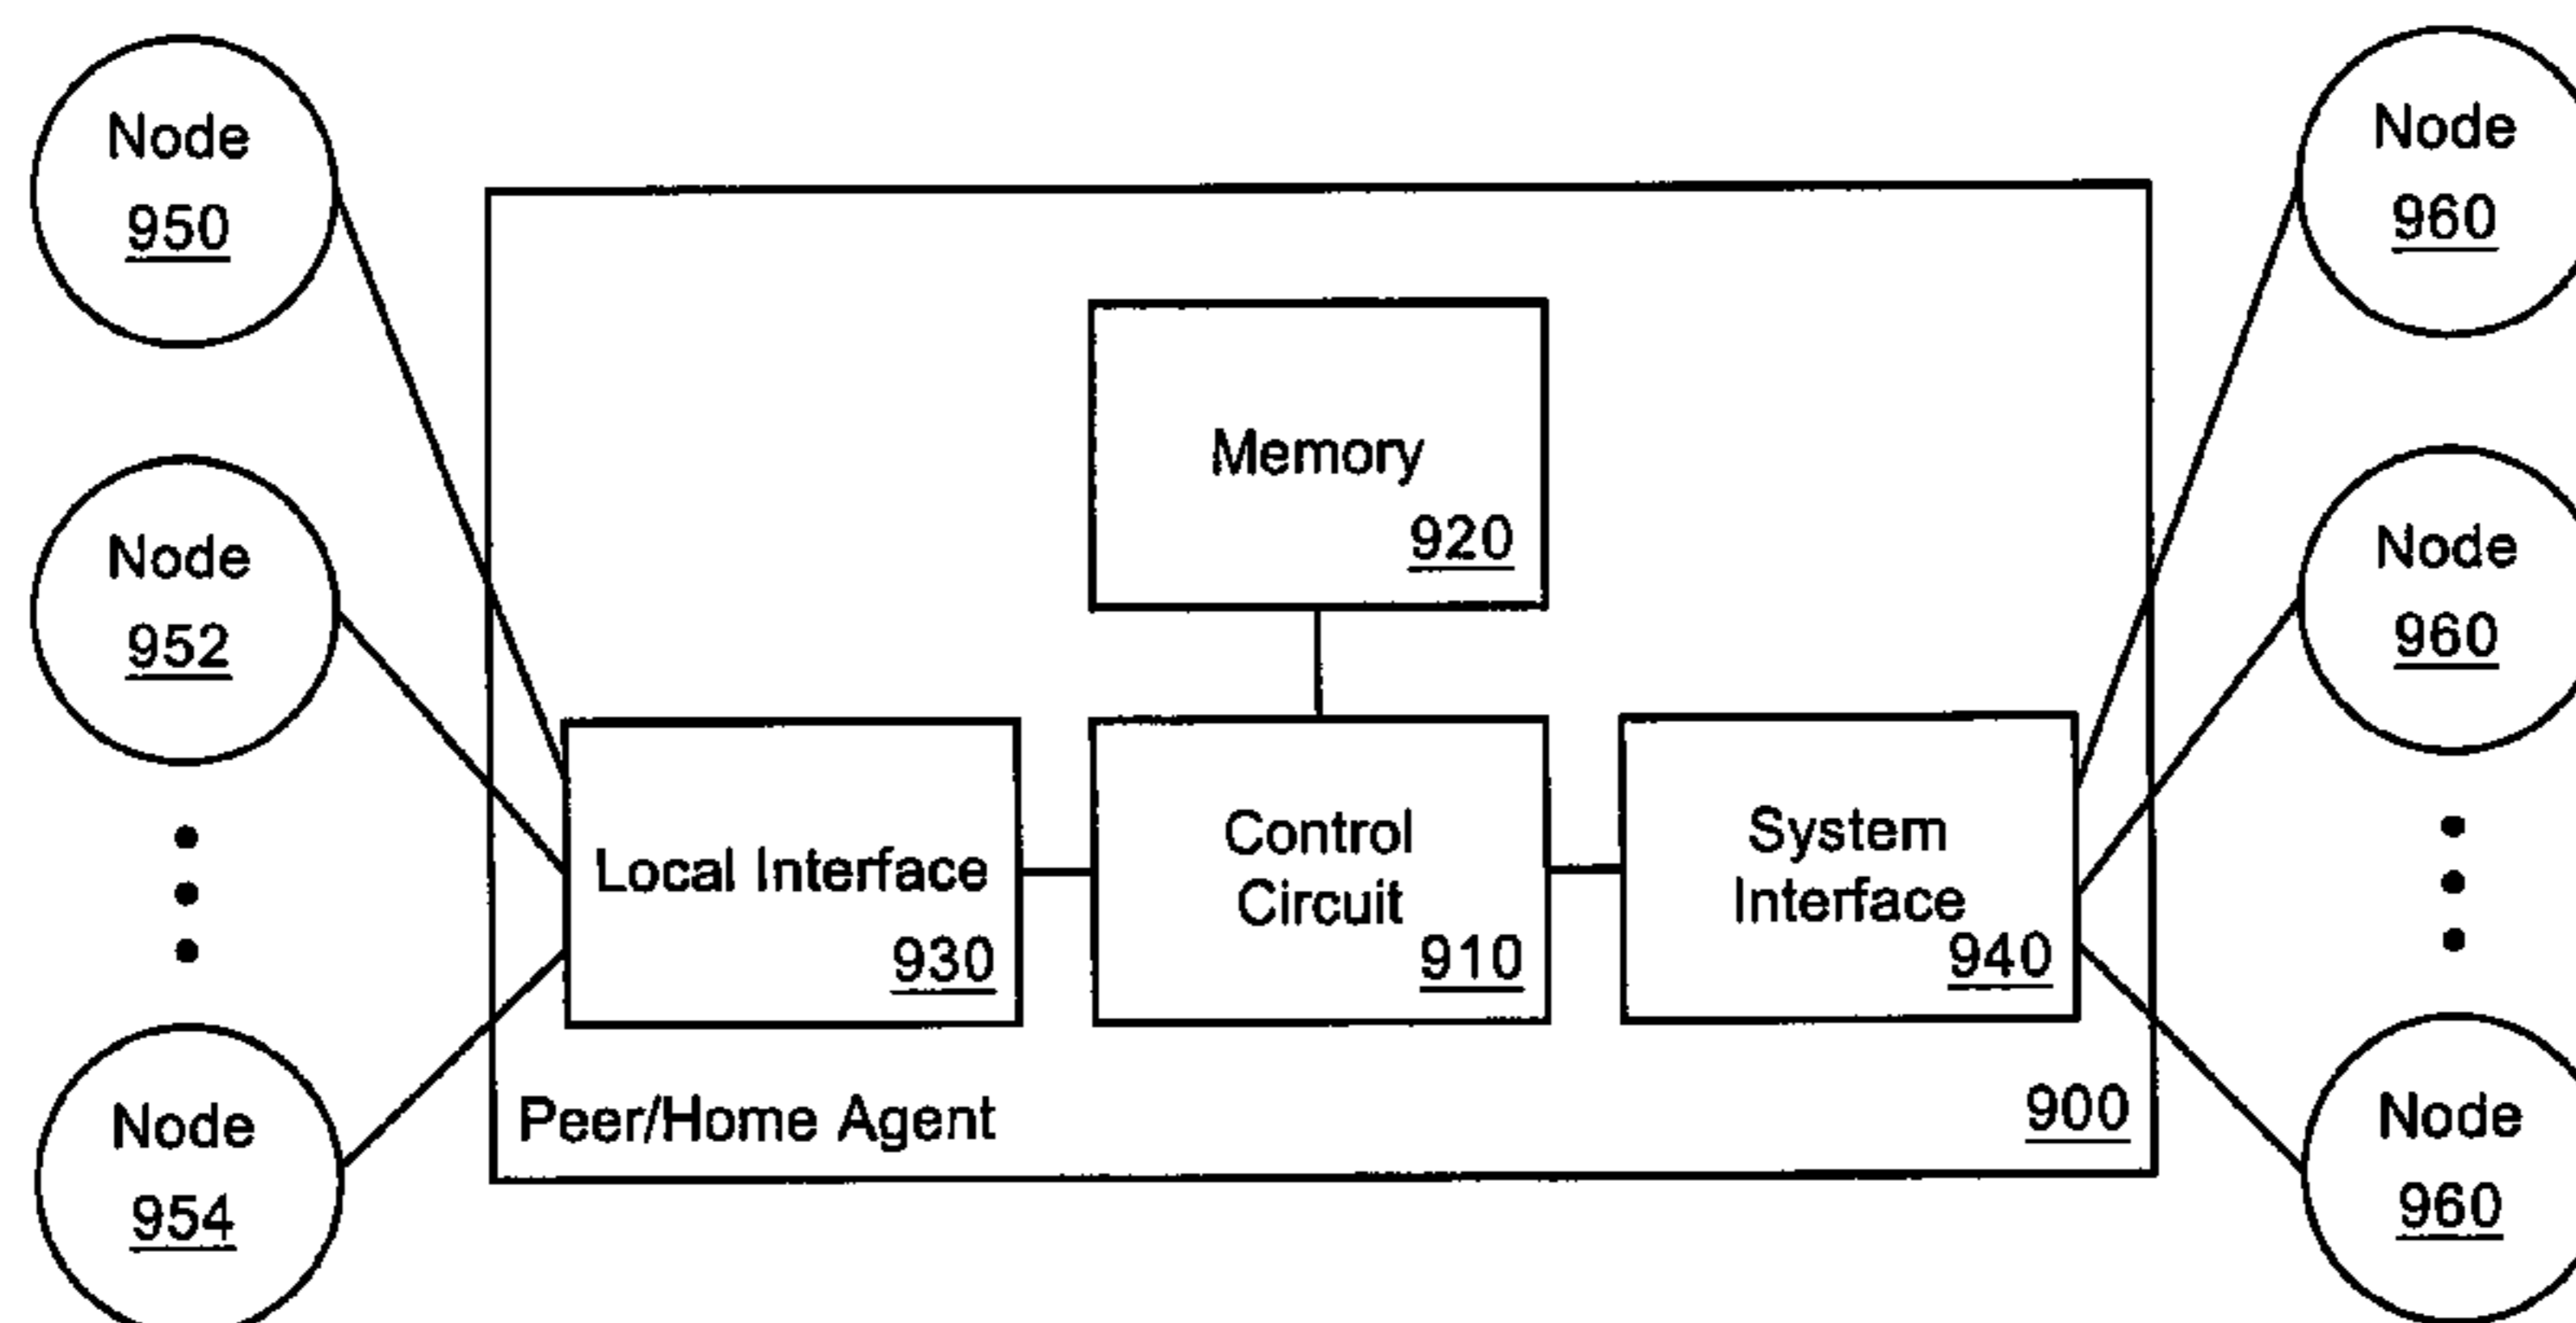 Node
950
Node
960
Memory
920
Node
952
Node
960
Local Interface
930
Control
Circuit
910
System
Interface
940
Node
954
Peer/Home Agent
900
Node
960